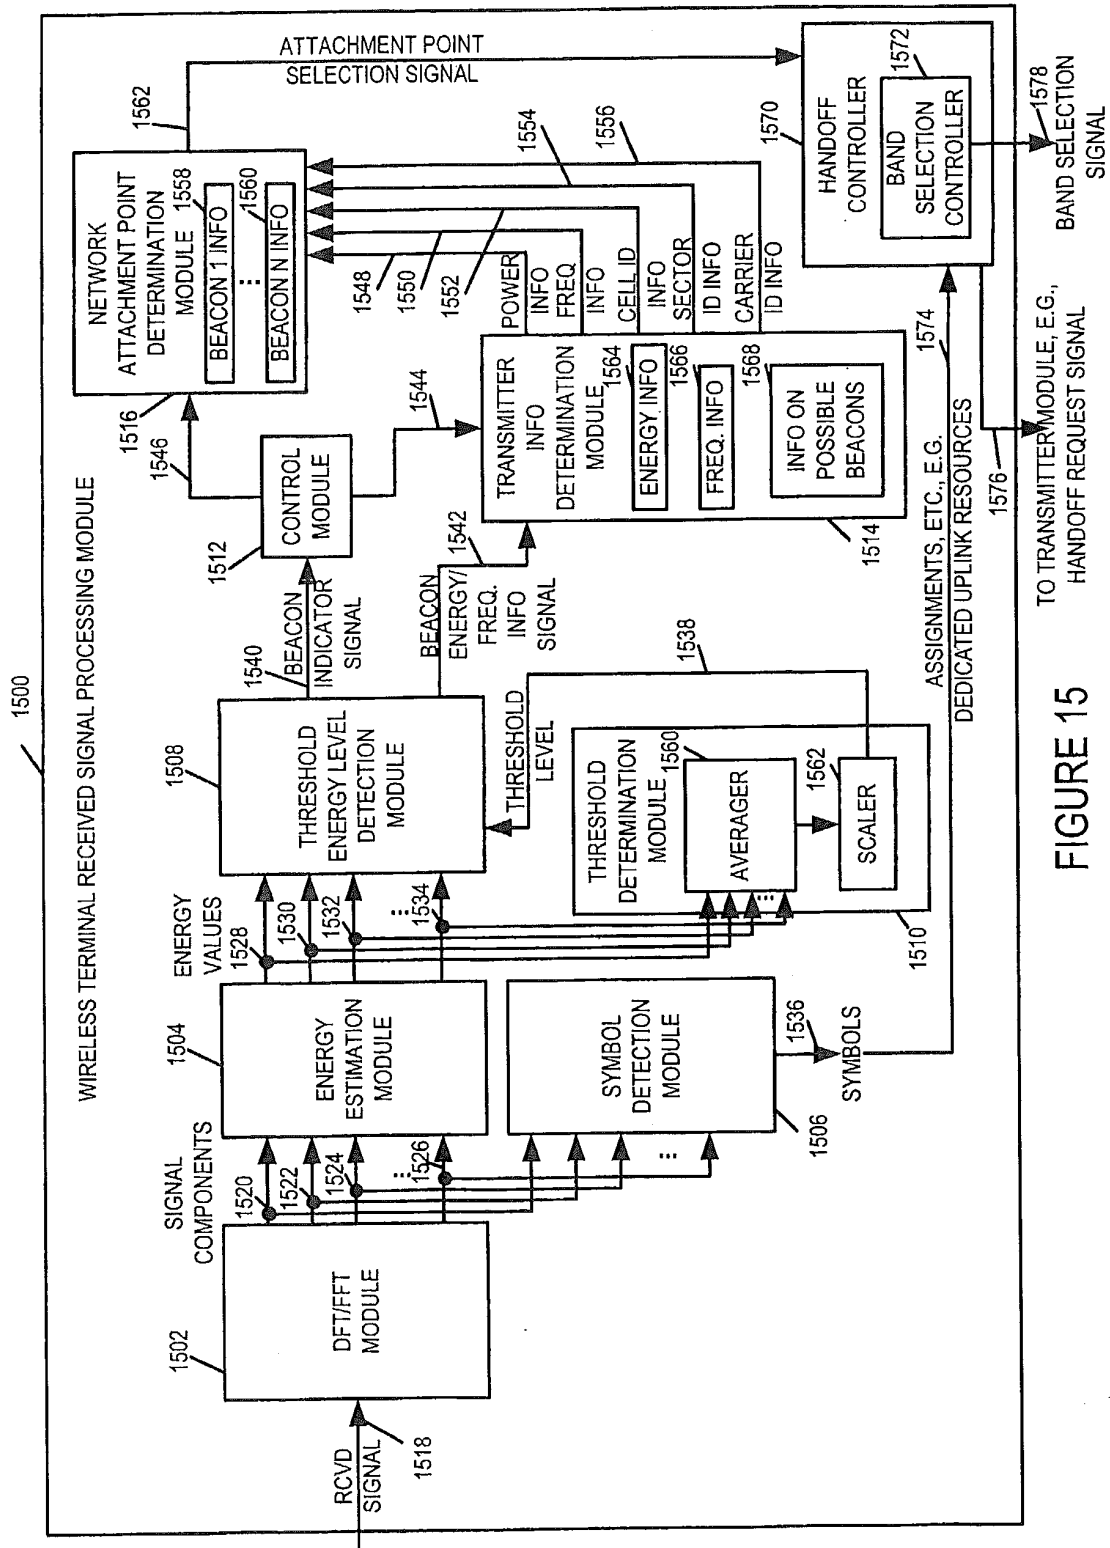 1500
WIRELESS TERMINAL RECEIVED SIGNAL PROCESSING MODULE
RCVD
SIGNAL
1518
1502
DFT/FFT
MODULE
SIGNAL
COMPONENTS
1520
1522
1524
...
1526
1504
ENERGY
ESTIMATION
MODULE
...
SYMBOL
DETECTION
MODULE
1506
1536
SYMBOLS
ENERGY
VALUES
1528
1530
1532
...
1534
1508
THRESHOLD
ENERGY LEVEL
DETECTION
MODULE
THRESHOLD
LEVEL
1538
THRESHOLD
DETERMINATION
MODULE
1560
AVERAGER
...
1562
SCALER
1510
1540
BEACON
INDICATOR
SIGNAL
BEACON
ENERGY/
FREQ.
INFO
SIGNAL
1542
1512
CONTROL
MODULE
1546
1544
1516
NETWORK
ATTACHMENT POINT
DETERMINATION
MODULE
1558
BEACON 1 INFO
...
1560
BEACON N INFO
1562
ATTACHMENT POINT
SELECTION SIGNAL
1548
1550
1552
1554
1556
POWER
INFO
FREQ.
INFO
CELL ID
INFO
SECTOR
ID INFO
CARRIER
ID INFO
TRANSMITTER
INFO
DETERMINATION
MODULE
1564
ENERGY INFO
1566
FREQ. INFO
1568
INFO ON
POSSIBLE
BEACONS
1514
ASSIGNMENTS, ETC., E.G.
DEDICATED UPLINK RESOURCES
1574
1570
HANDOFF
CONTROLLER
1572
BAND
SELECTION
CONTROLLER
1576
TO TRANSMITTER MODULE, E.G.,
HANDOFF REQUEST SIGNAL
1578
BAND SELECTION
SIGNAL
FIGURE 15